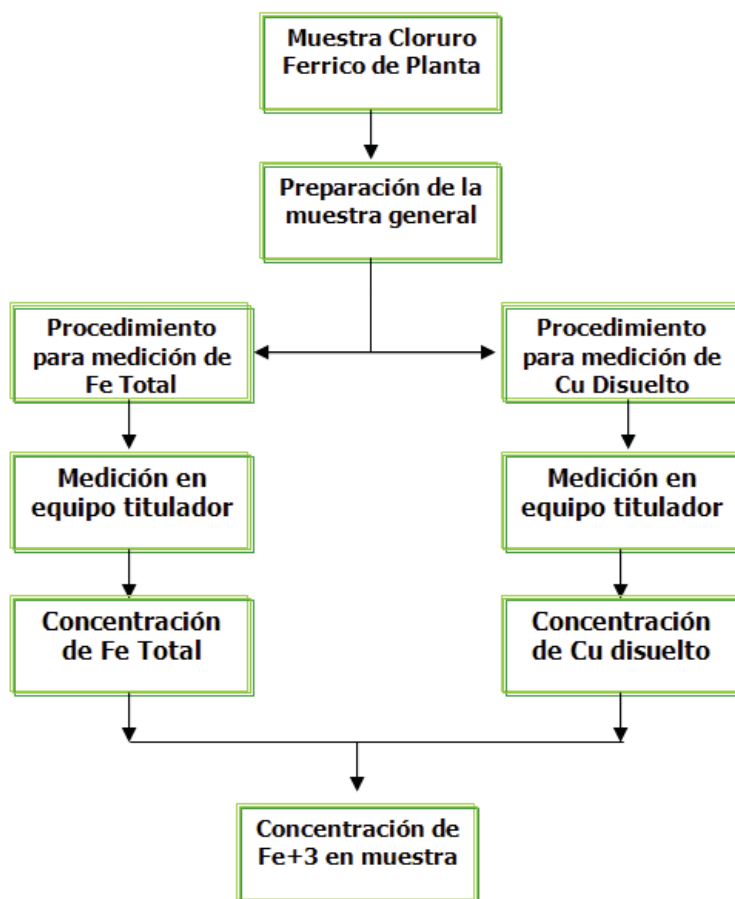 Muestra Cloruro
Ferrico de Planta
Preparación de la
muestra general
Procedimiento
para medición de
Fe Total
Procedimiento
para medición de
Cu Disuelto
Medición en
equipo titulador
Medición en
equipo titulador
Concentración
de Fe Total
Concentración
de Cu disuelto
Concentración de
Fe+3 en muestra